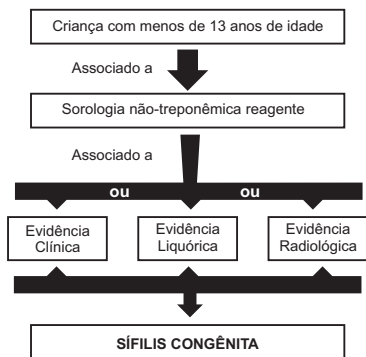 Criança com menos de 13 anos de idade
Associado a
Sorologia não-treponêmica reagente
Associado a
ou ou
Evidência Clínica
Evidência Liquórica
Evidência Radiológica
SÍFILIS CONGÊNITA